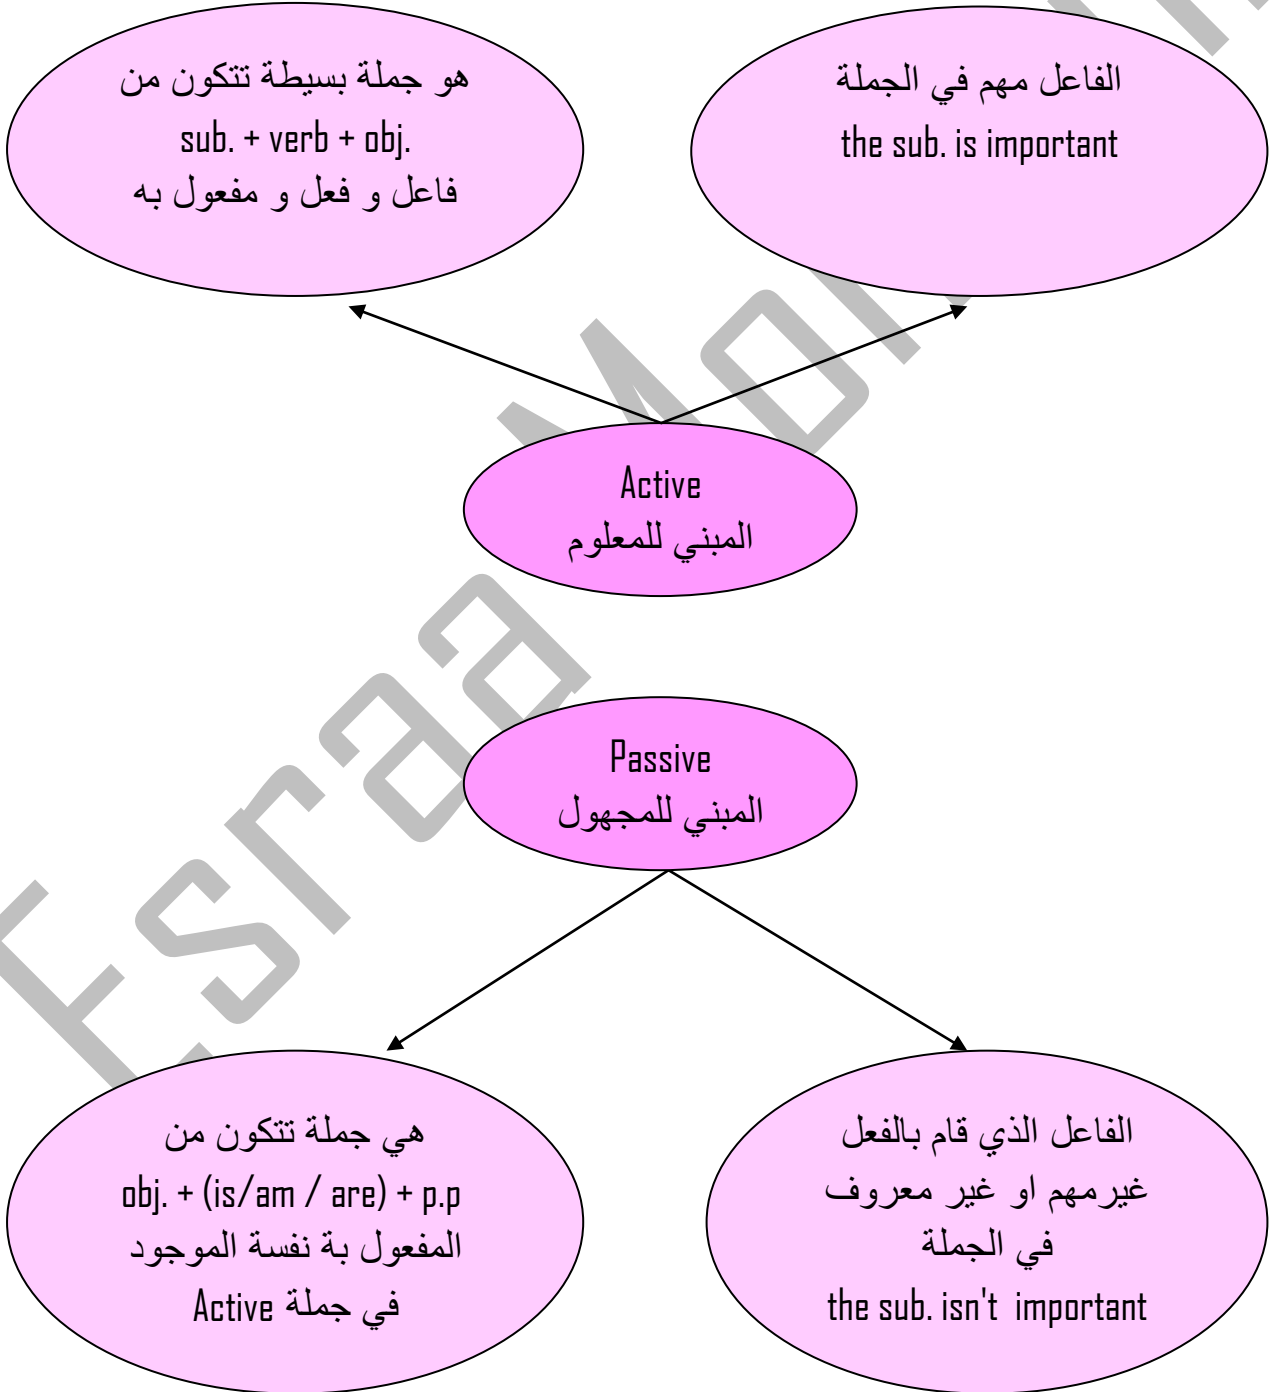 هو جملة بسيطة تتكون من
sub. + verb + obj.
فاعل و فعل و مفعول به
الفاعل مهم في الجملة
the sub. is important
Active
المبني للمعلوم
Passive
المبني للمجهول
هي جملة تتكون من
obj. + (is/am / are) + p.p
المفعول بة نفسة الموجود
في جملة Active
الفاعل الذي قام بالفعل
غيرمهم او غير معروف
في الجملة
the sub. isn't important
Esraa